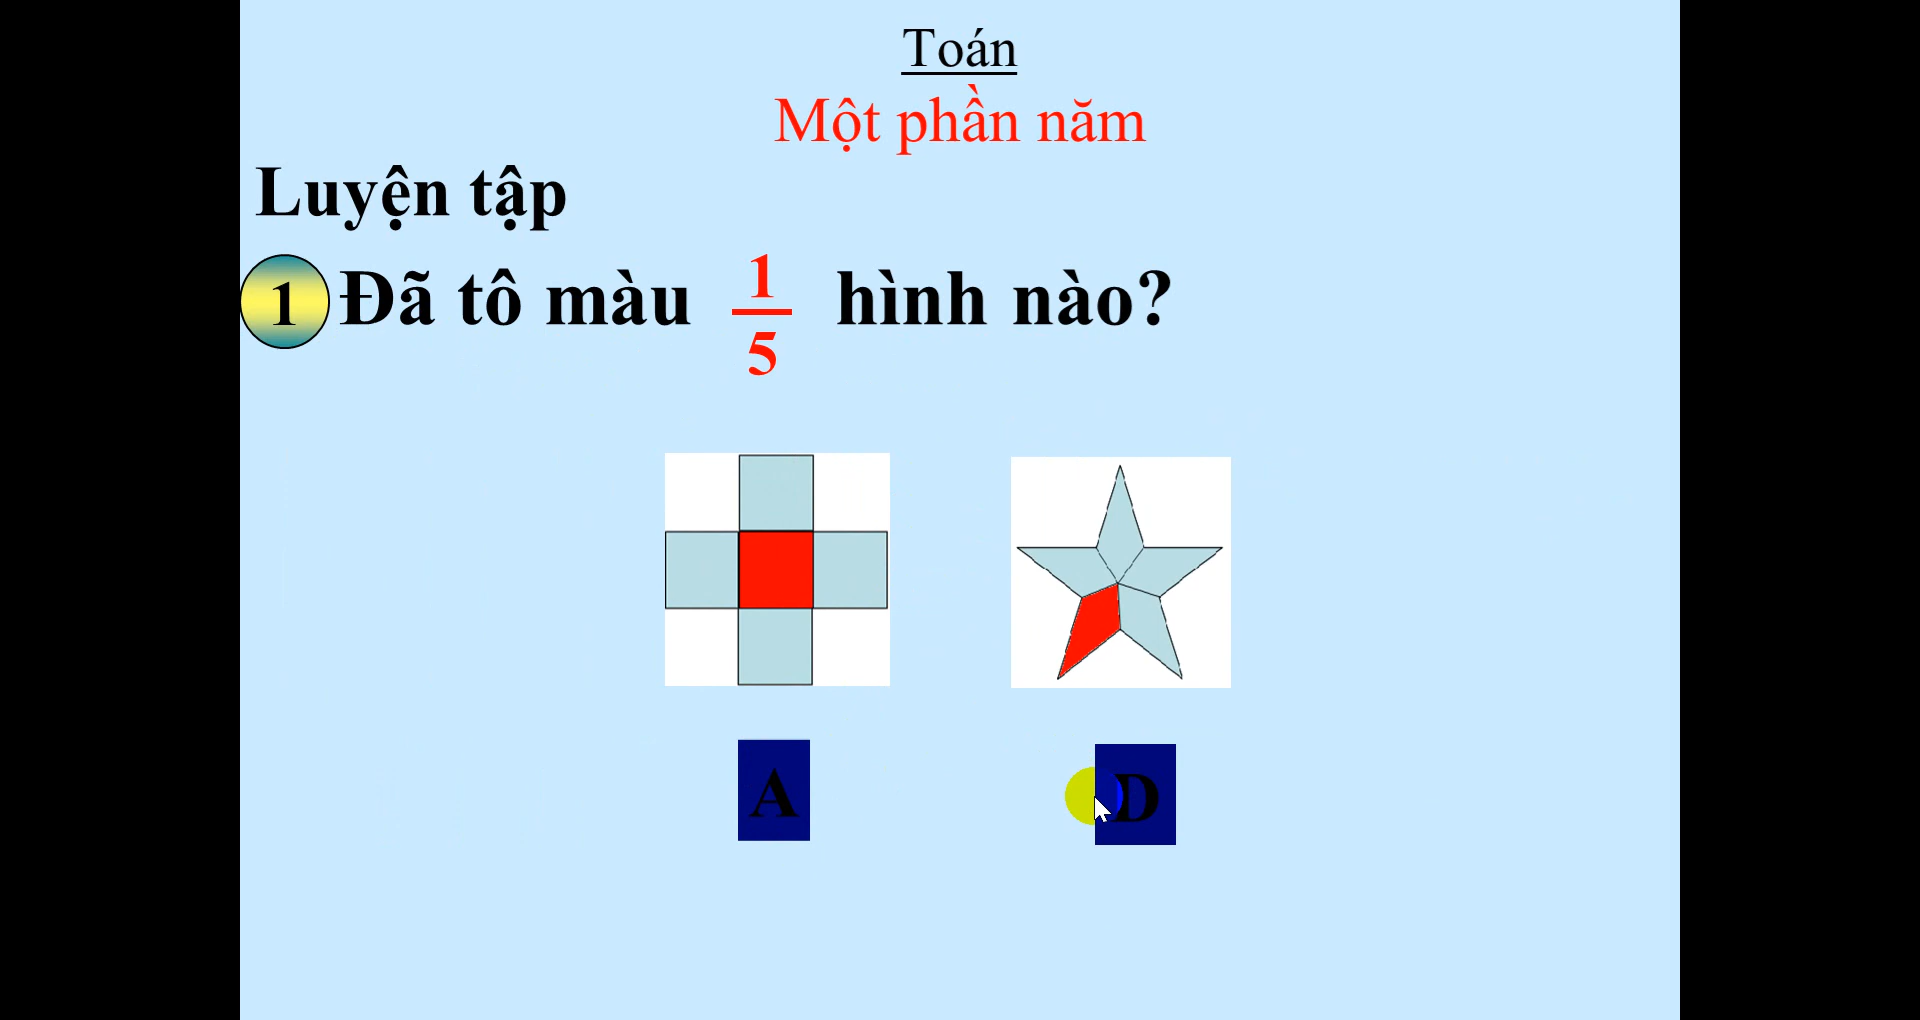 Toán
Một phần năm
Luyện tập
1 Đã tô màu 1/5 hình nào?
A D